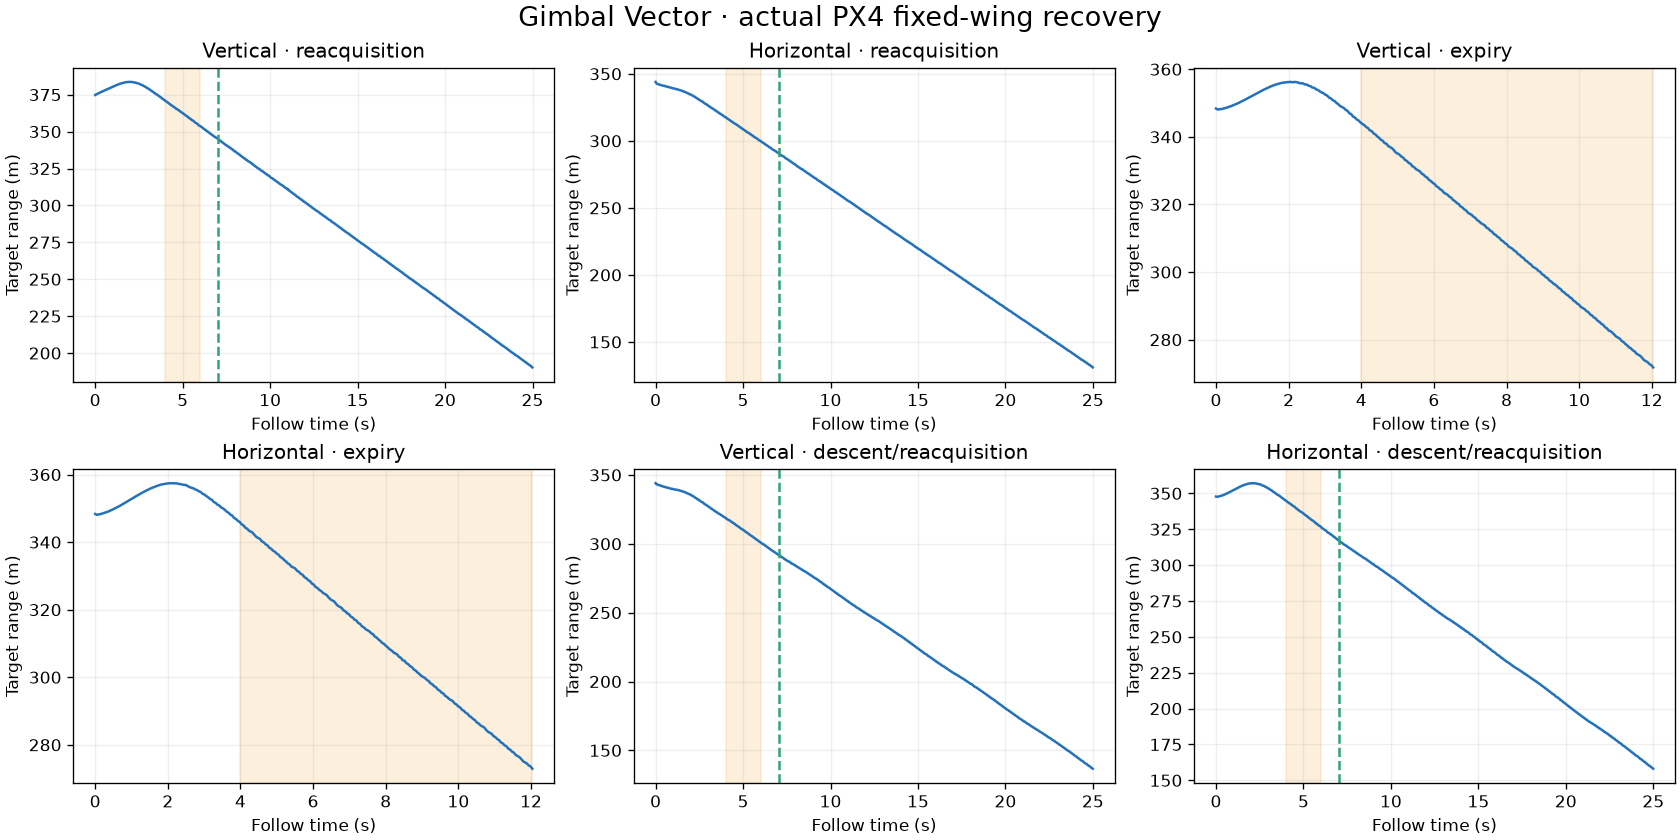 Gimbal Vector · actual PX4 fixed-wing recovery
Vertical · reacquisition
Target range (m)
375
350
325
300
275
250
225
200
0 5 10 15 20 25
Follow time (s)
Horizontal · reacquisition
Target range (m)
350
300
250
200
150
0 5 10 15 20 25
Follow time (s)
Vertical · expiry
Target range (m)
360
340
320
300
280
0 2 4 6 8 10 12
Follow time (s)
Horizontal · expiry
Target range (m)
360
340
320
300
280
0 2 4 6 8 10 12
Follow time (s)
Vertical · descent/reacquisition
Target range (m)
350
300
250
200
150
0 5 10 15 20 25
Follow time (s)
Horizontal · descent/reacquisition
Target range (m)
350
325
300
275
250
225
200
175
150
0 5 10 15 20 25
Follow time (s)